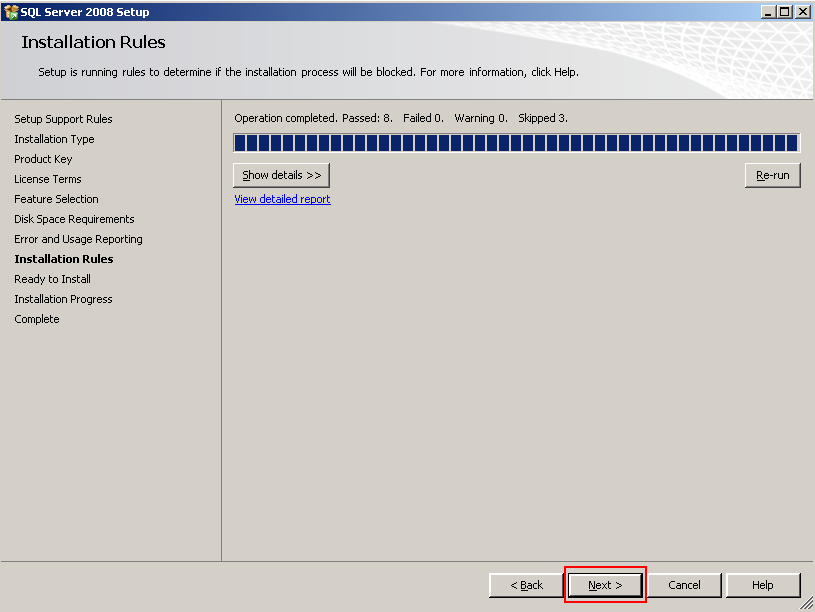 SQL Server 2008 Setup
Installation Rules
Setup is running rules to determine if the installation process will be blocked. For more information, click Help.
Setup Support Rules
Installation Type
Product Key
License Terms
Feature Selection
Disk Space Requirements
Error and Usage Reporting
Installation Rules
Ready to Install
Installation Progress
Complete
Operation completed. Passed: 8. Failed 0. Warning 0. Skipped 3.
Show details >>
Re-run
View detailed report
< Back
Next >
Cancel
Help